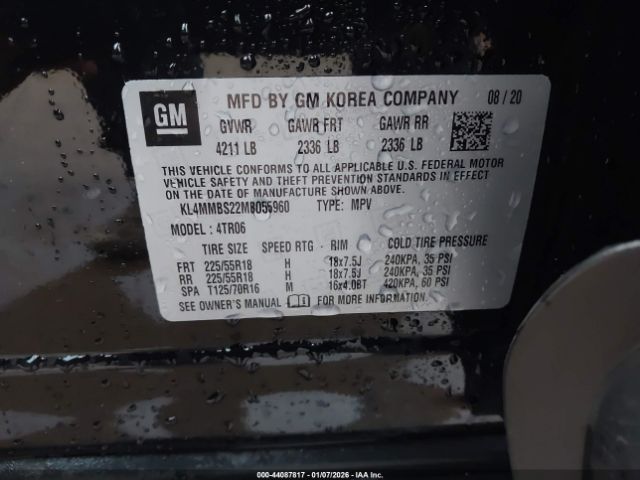 GM
MFD BY GM KOREA COMPANY 08/20
GVWR GAWR FRT GAWR RR
4211 LB 2336 LB 2336 LB
THIS VEHICLE CONFORMS TO ALL APPLICABLE U.S. FEDERAL MOTOR
VEHICLE SAFETY AND THEFT PREVENTION STANDARDS IN EFFECT
ON THE DATE OF MANUFACTURE SHOWN ABOVE.
KL4MMBS22MB055960 TYPE: MPV
MODEL: 4TR06
TIRE SIZE SPEED RTG RIM COLD TIRE PRESSURE
FRT 225/55R18 H 18x7.5J 240KPA, 35 PSI
RR 225/55R18 H 18x7.5J 240KPA, 35 PSI
SPA T125/70R16 M 16x4.0BT 420KPA, 60 PSI
SEE OWNER'S MANUAL FOR MORE INFORMATION.
000-44087817 | 01/07/2026 | IAAI.COM